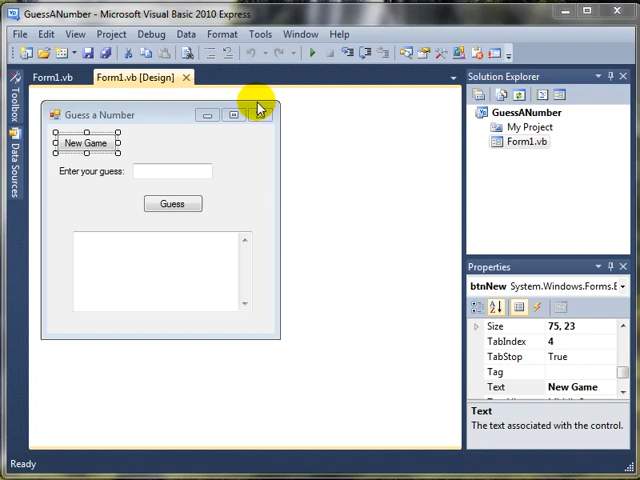 GuessANumber - Microsoft Visual Basic 2010 Express
File Edit View Project Debug Data Format Tools Window Help
Form1.vb
Form1.vb [Design]
Toolbox
Data Sources
Guess a Number
New Game
Enter your guess:
Guess
Solution Explorer
GuessANumber
My Project
Form1.vb
Properties
btnNew System.Windows.Forms.B
Size 75, 23
TabIndex 4
TabStop True
Tag
Text New Game
Text
The text associated with the control.
Ready